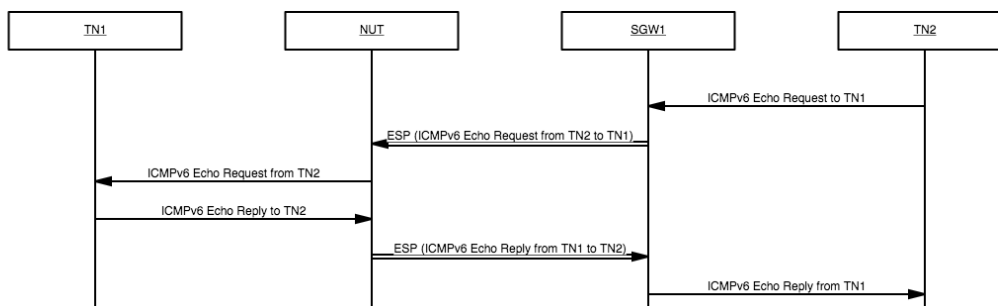 TN1
NUT
SGW1
TN2
ICMPv6 Echo Request to TN1
ESP (ICMPv6 Echo Request from TN2 to TN1)
ICMPv6 Echo Request from TN2
ICMPv6 Echo Reply to TN2
ESP (ICMPv6 Echo Reply from TN1 to TN2)
ICMPv6 Echo Reply from TN1